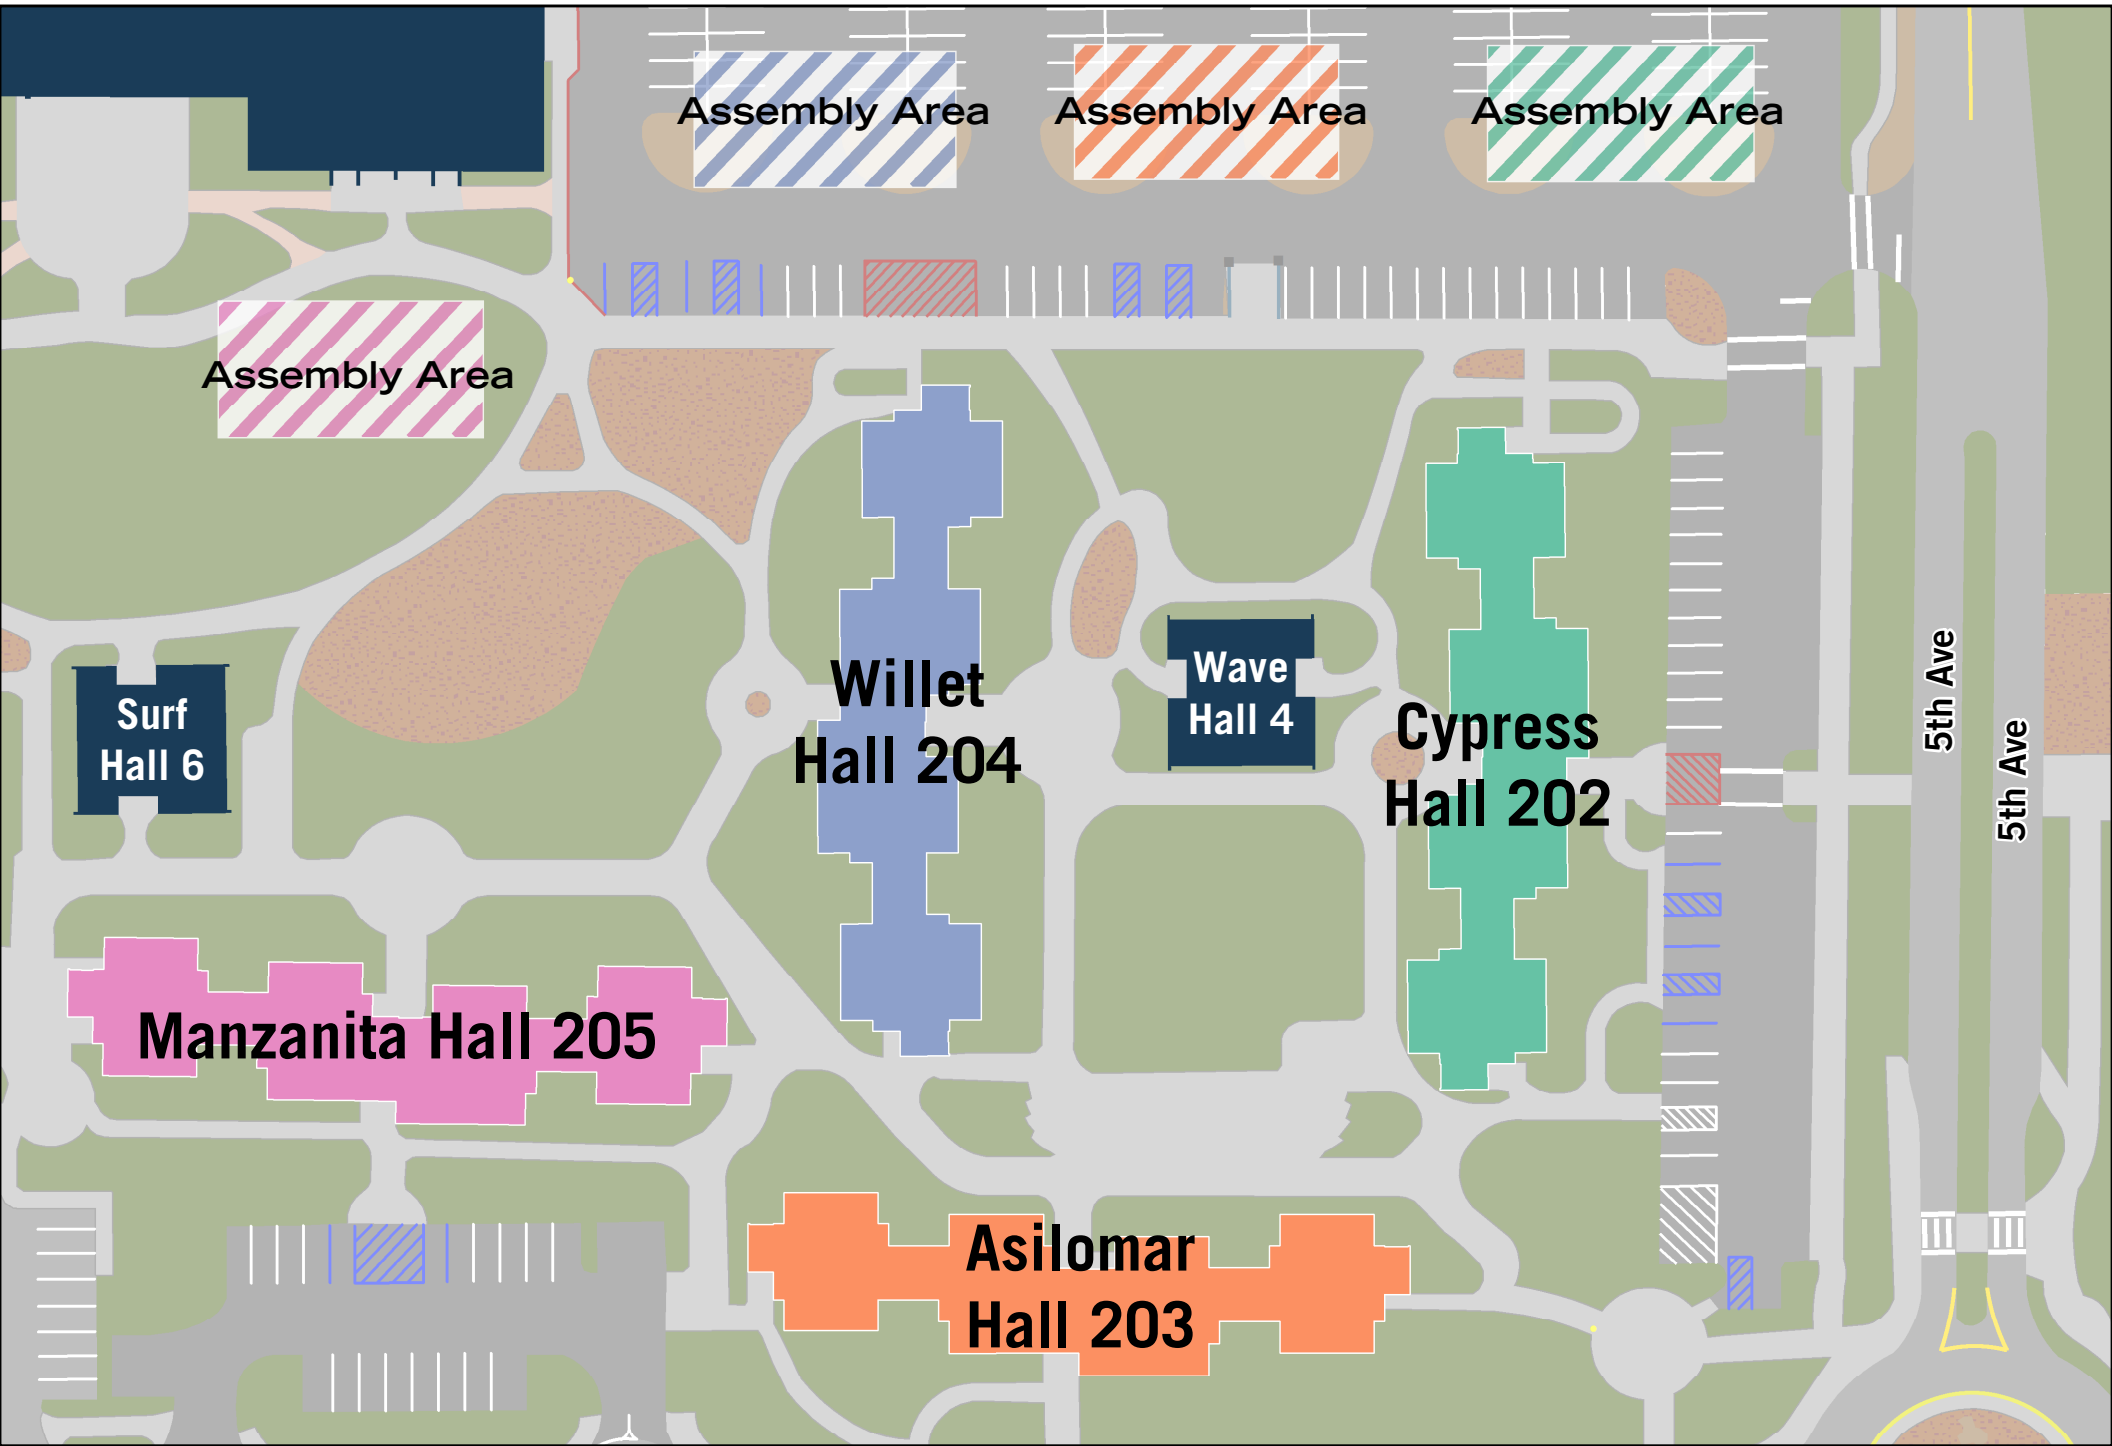 Assembly Area
Assembly Area
Assembly Area
Assembly Area
Surf
Hall 6
Willet
Hall 204
Wave
Hall 4
Cypress
Hall 202
5th Ave
5th Ave
Manzanita Hall 205
Asilomar
Hall 203